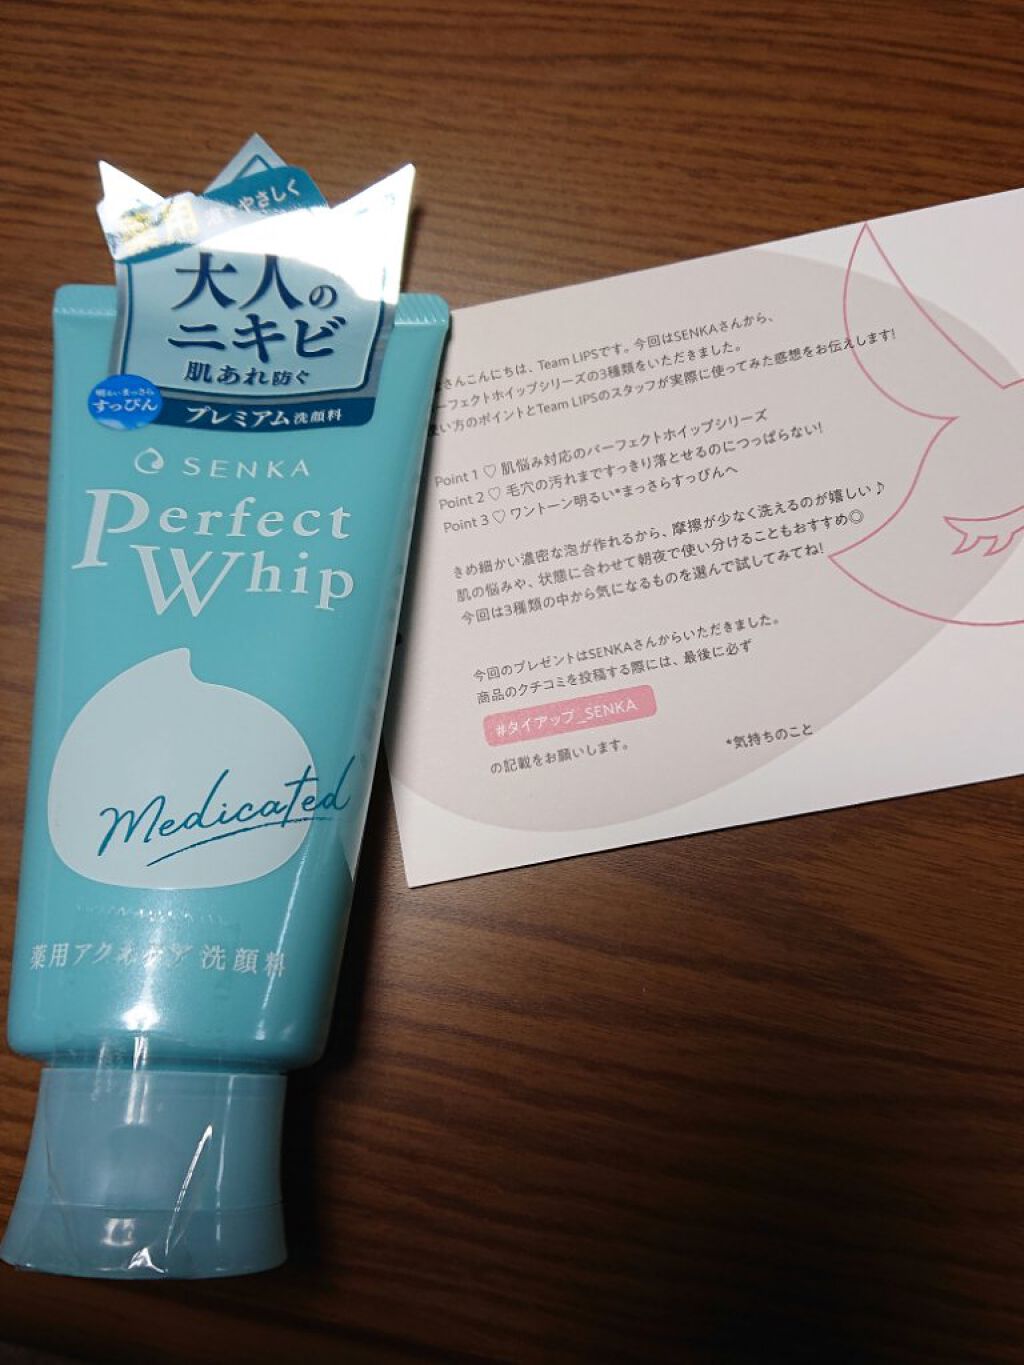 やさしく
大人の
ニキビ
肌あれ防ぐ
明るいまっさら
すっぴん
プレミアム洗顔料
SENKA
Perfect
Whip
Medicated
薬用アクネケア 洗顔料
さんこんにちは、Team LIPSです。今回はSENKAさんから、
ーフェクトホイップシリーズの3種類をいただきました。
い方のポイントとTeam LIPSのスタッフが実際に使ってみた感想をお伝えします!
Point 1 ♡ 肌悩み対応のパーフェクトホイップシリーズ
Point 2 ♡ 毛穴の汚れまですっきり落とせるのにつっぱらない!
Point 3 ♡ ワントーン明るい*まっさらすっぴんへ
きめ細かい濃密な泡が作れるから、摩擦が少なく洗えるのが嬉しい♪
肌の悩みや、状態に合わせて朝夜で使い分けることもおすすめ◎
今回は3種類の中から気になるものを選んで試してみてね!
今回のプレゼントはSENKAさんからいただきました。
商品のクチコミを投稿する際には、最後に必ず
#タイアップ_SENKA
の記載をお願いします。
*気持ちのこと